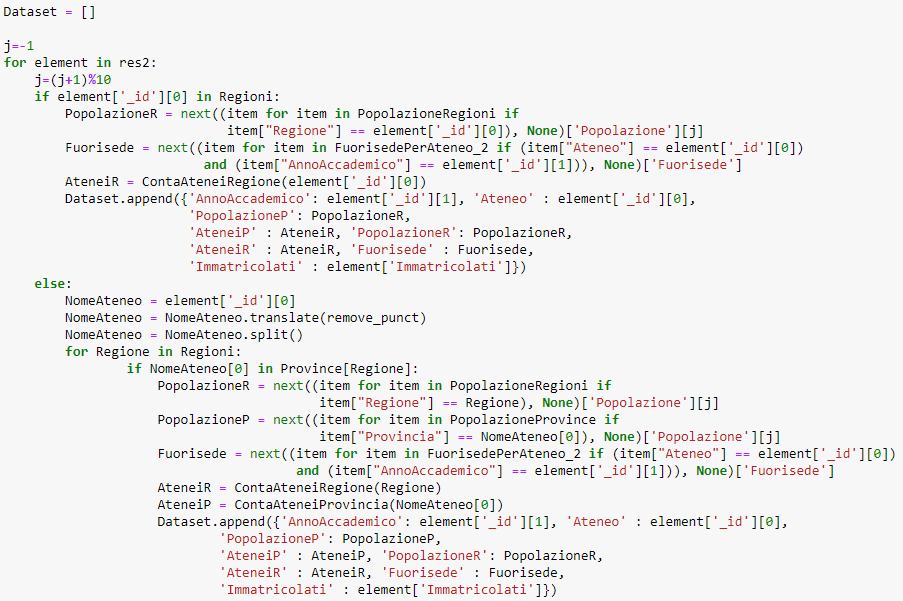 Dataset = []
j=-1
for element in res2:
    j=(j+1)%10
    if element['_id'][0] in Regioni:
        PopolazioneR = next((item for item in PopolazioneRegioni if
                             item["Regione"] == element['_id'][0]), None)['Popolazione'][j]
        Fuorisede = next((item for item in FuorisedePerAteneo_2 if (item["Ateneo"] == element['_id'][0])
                          and (item["AnnoAccademico"] == element['_id'][1])), None)['Fuorisede']
        AteneiR = ContaAteneiRegione(element['_id'][0])
        Dataset.append({'AnnoAccademico': element['_id'][1], 'Ateneo' : element['_id'][0],
                        'PopolazioneP': PopolazioneR,
                        'AteneiP' : AteneiR, 'PopolazioneR': PopolazioneR,
                        'AteneiR' : AteneiR, 'Fuorisede' : Fuorisede,
                        'Immatricolati' : element['Immatricolati']})
    else:
        NomeAteneo = element['_id'][0]
        NomeAteneo = NomeAteneo.translate(remove_punct)
        NomeAteneo = NomeAteneo.split()
        for Regione in Regioni:
                if NomeAteneo[0] in Province[Regione]:
                    PopolazioneR = next((item for item in PopolazioneRegioni if
                                         item["Regione"] == Regione), None)['Popolazione'][j]
                    PopolazioneP = next((item for item in PopolazioneProvince if
                                         item["Provincia"] == NomeAteneo[0]), None)['Popolazione'][j]
                    Fuorisede = next((item for item in FuorisedePerAteneo_2 if (item["Ateneo"] == element['_id'][0])
                                      and (item["AnnoAccademico"] == element['_id'][1])), None)['Fuorisede']
                    AteneiR = ContaAteneiRegione(Regione)
                    AteneiP = ContaAteneiProvincia(NomeAteneo[0])
                    Dataset.append({'AnnoAccademico': element['_id'][1], 'Ateneo' : element['_id'][0],
                            'PopolazioneP': PopolazioneP,
                            'AteneiP' : AteneiP, 'PopolazioneR': PopolazioneR,
                            'AteneiR' : AteneiR, 'Fuorisede' : Fuorisede,
                            'Immatricolati' : element['Immatricolati']})